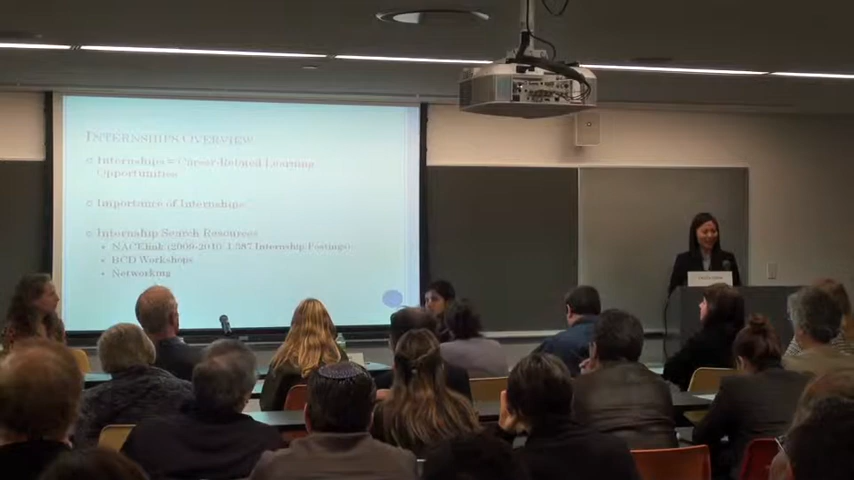 INTERNSHIPS OVERVIEW
Internships = Career-Related Learning
Opportunities
Importance of Internships
Internship Search Resources
NACElink (2009-2010 1,587 Internship Postings)
BCD Workshops
Networking